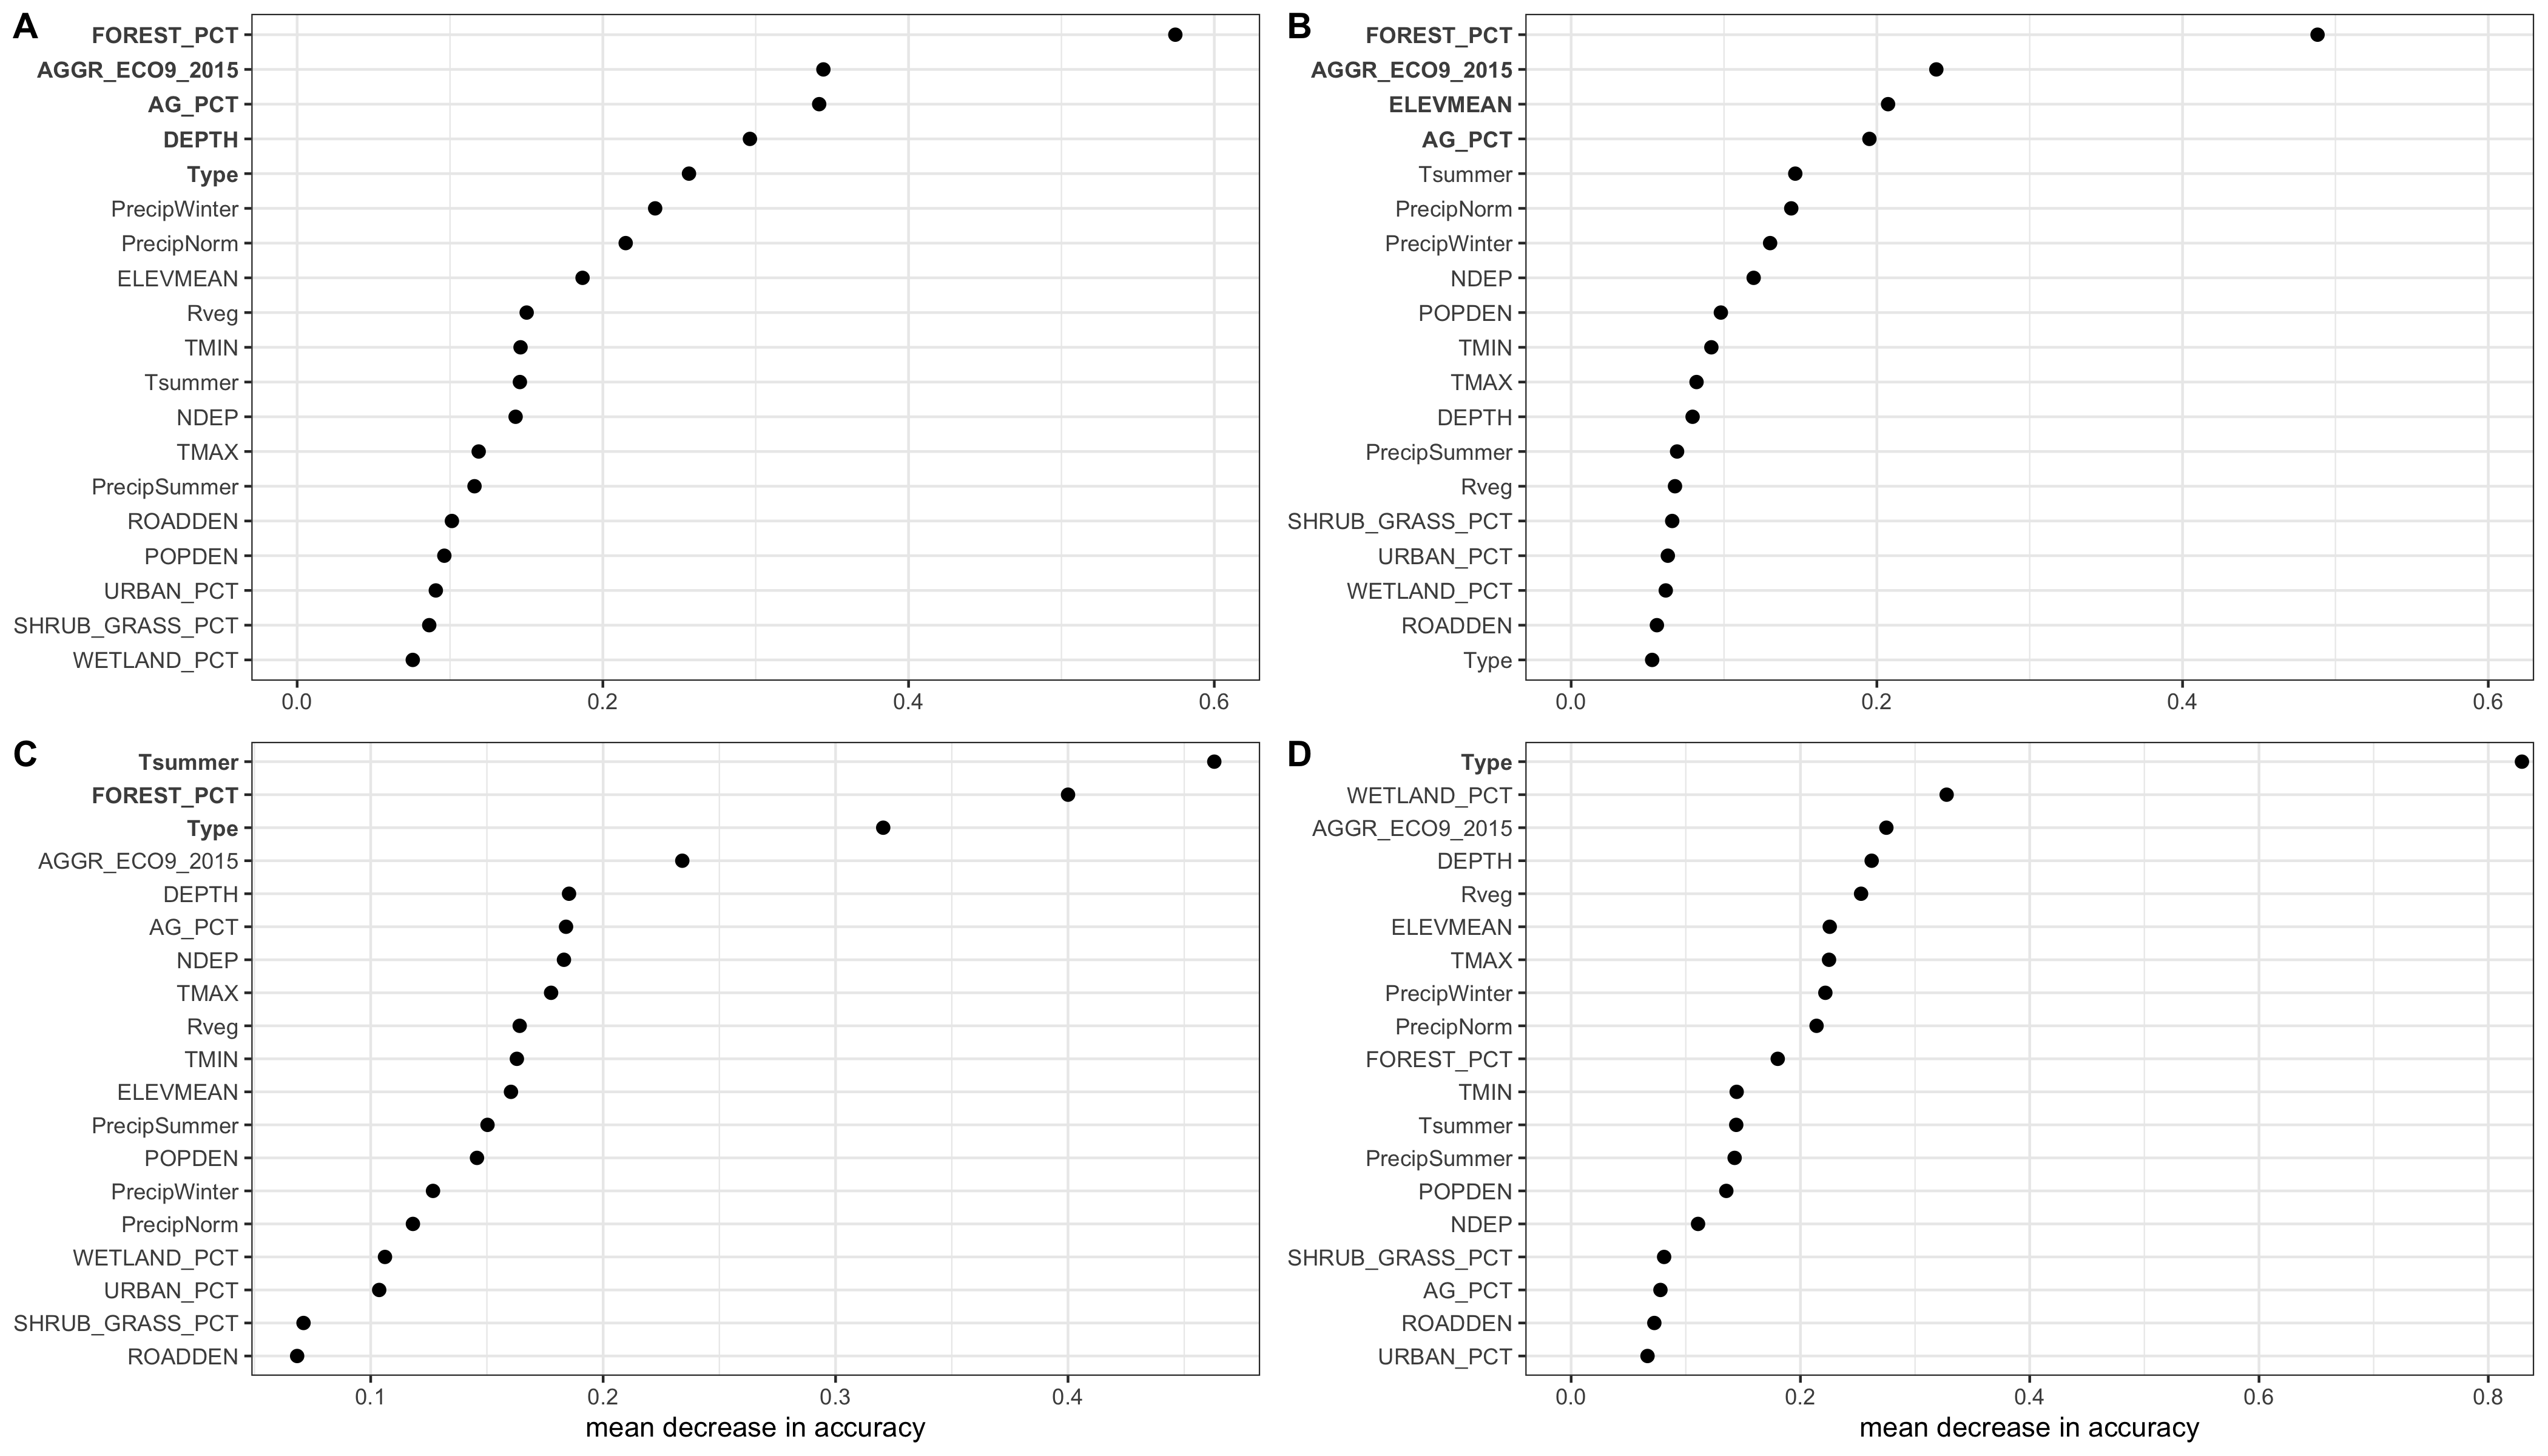 A
FOREST_PCT
AGGR_ECO9_2015
AG_PCT
DEPTH
Type
PrecipWinter
PrecipNorm
ELEVMEAN
Rveg
TMIN
Tsummer
NDEP
TMAX
PrecipSummer
ROADDEN
POPDEN
URBAN_PCT
SHRUB_GRASS_PCT
WETLAND_PCT
0.0 0.2 0.4 0.6
B
FOREST_PCT
AGGR_ECO9_2015
ELEVMEAN
AG_PCT
Tsummer
PrecipNorm
PrecipWinter
NDEP
POPDEN
TMIN
TMAX
DEPTH
PrecipSummer
Rveg
SHRUB_GRASS_PCT
URBAN_PCT
WETLAND_PCT
ROADDEN
Type
0.0 0.2 0.4 0.6
C
Tsummer
FOREST_PCT
Type
AGGR_ECO9_2015
DEPTH
AG_PCT
NDEP
TMAX
Rveg
TMIN
ELEVMEAN
PrecipSummer
POPDEN
PrecipWinter
PrecipNorm
WETLAND_PCT
URBAN_PCT
SHRUB_GRASS_PCT
ROADDEN
0.1 0.2 0.3 0.4
mean decrease in accuracy
D
Type
WETLAND_PCT
AGGR_ECO9_2015
DEPTH
Rveg
ELEVMEAN
TMAX
PrecipWinter
PrecipNorm
FOREST_PCT
TMIN
Tsummer
PrecipSummer
POPDEN
NDEP
SHRUB_GRASS_PCT
AG_PCT
ROADDEN
URBAN_PCT
0.0 0.2 0.4 0.6 0.8
mean decrease in accuracy